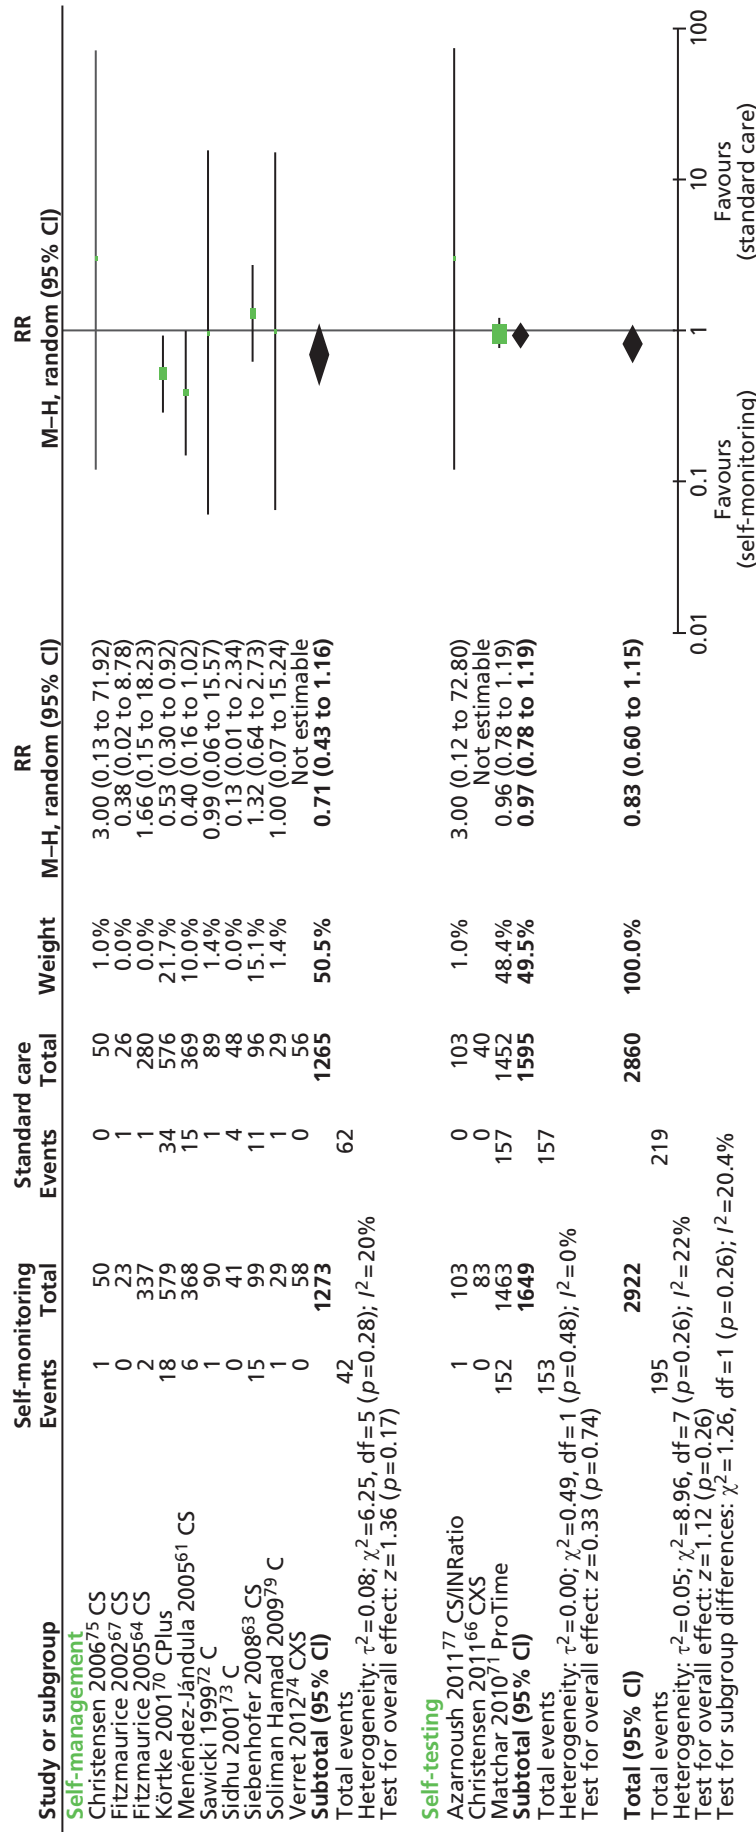 Self-monitoring Standard care RR RR
Study or subgroup Events Total Events Total Weight M–H, random (95% CI) M–H, random (95% CI)
Self-management
Christensen 2006⁷⁵ CS 1 50 0 50 1.0% 3.00 (0.13 to 71.92)
Fitzmaurice 2002⁶⁷ CS 0 23 1 26 0.0% 0.38 (0.02 to 8.78)
Fitzmaurice 2005⁶⁴ CS 2 337 1 280 0.0% 1.66 (0.15 to 18.23)
Körtke 2001⁷⁰ CPlus 18 579 34 576 21.7% 0.53 (0.30 to 0.92)
Menéndez-Jándula 2005⁶¹ CS 6 368 15 369 10.0% 0.40 (0.16 to 1.02)
Sawicki 1999⁷² C 1 90 1 89 1.4% 0.99 (0.06 to 15.57)
Sidhu 2001⁷³ C 0 41 4 48 0.0% 0.13 (0.01 to 2.34)
Siebenhofer 2008⁶³ CS 15 99 11 96 15.1% 1.32 (0.64 to 2.73)
Soliman Hamad 2009⁷⁹ C 1 29 1 29 1.4% 1.00 (0.07 to 15.24)
Verret 2012⁷⁴ CXS 0 58 0 56 Not estimable
Subtotal (95% CI) 1273 1265 50.5% 0.71 (0.43 to 1.16)
Total events 42 62
Heterogeneity: τ²=0.08; χ²=6.25, df=5 (p=0.28); I²=20%
Test for overall effect: z=1.36 (p=0.17)
Self-testing
Azarnoush 2011⁷⁷ CS/INRatio 1 103 0 103 1.0% 3.00 (0.12 to 72.80)
Christensen 2011⁶⁶ CXS 0 83 0 40 Not estimable
Matchar 2010⁷¹ ProTime 152 1463 157 1452 48.4% 0.96 (0.78 to 1.19)
Subtotal (95% CI) 1649 1595 49.5% 0.97 (0.78 to 1.19)
Total events 153 157
Heterogeneity: τ²=0.00; χ²=0.49, df=1 (p=0.48); I²=0%
Test for overall effect: z=0.33 (p=0.74)
Total (95% CI) 2922 2860 100.0% 0.83 (0.60 to 1.15)
Total events 195 219
Heterogeneity: τ²=0.05; χ²=8.96, df=7 (p=0.26); I²=22%
Test for overall effect: z=1.12 (p=0.26)
Test for subgroup differences: χ²=1.26, df=1 (p=0.26); I²=20.4%
0.01 0.1 1 10 100
Favours Favours
(self-monitoring) (standard care)